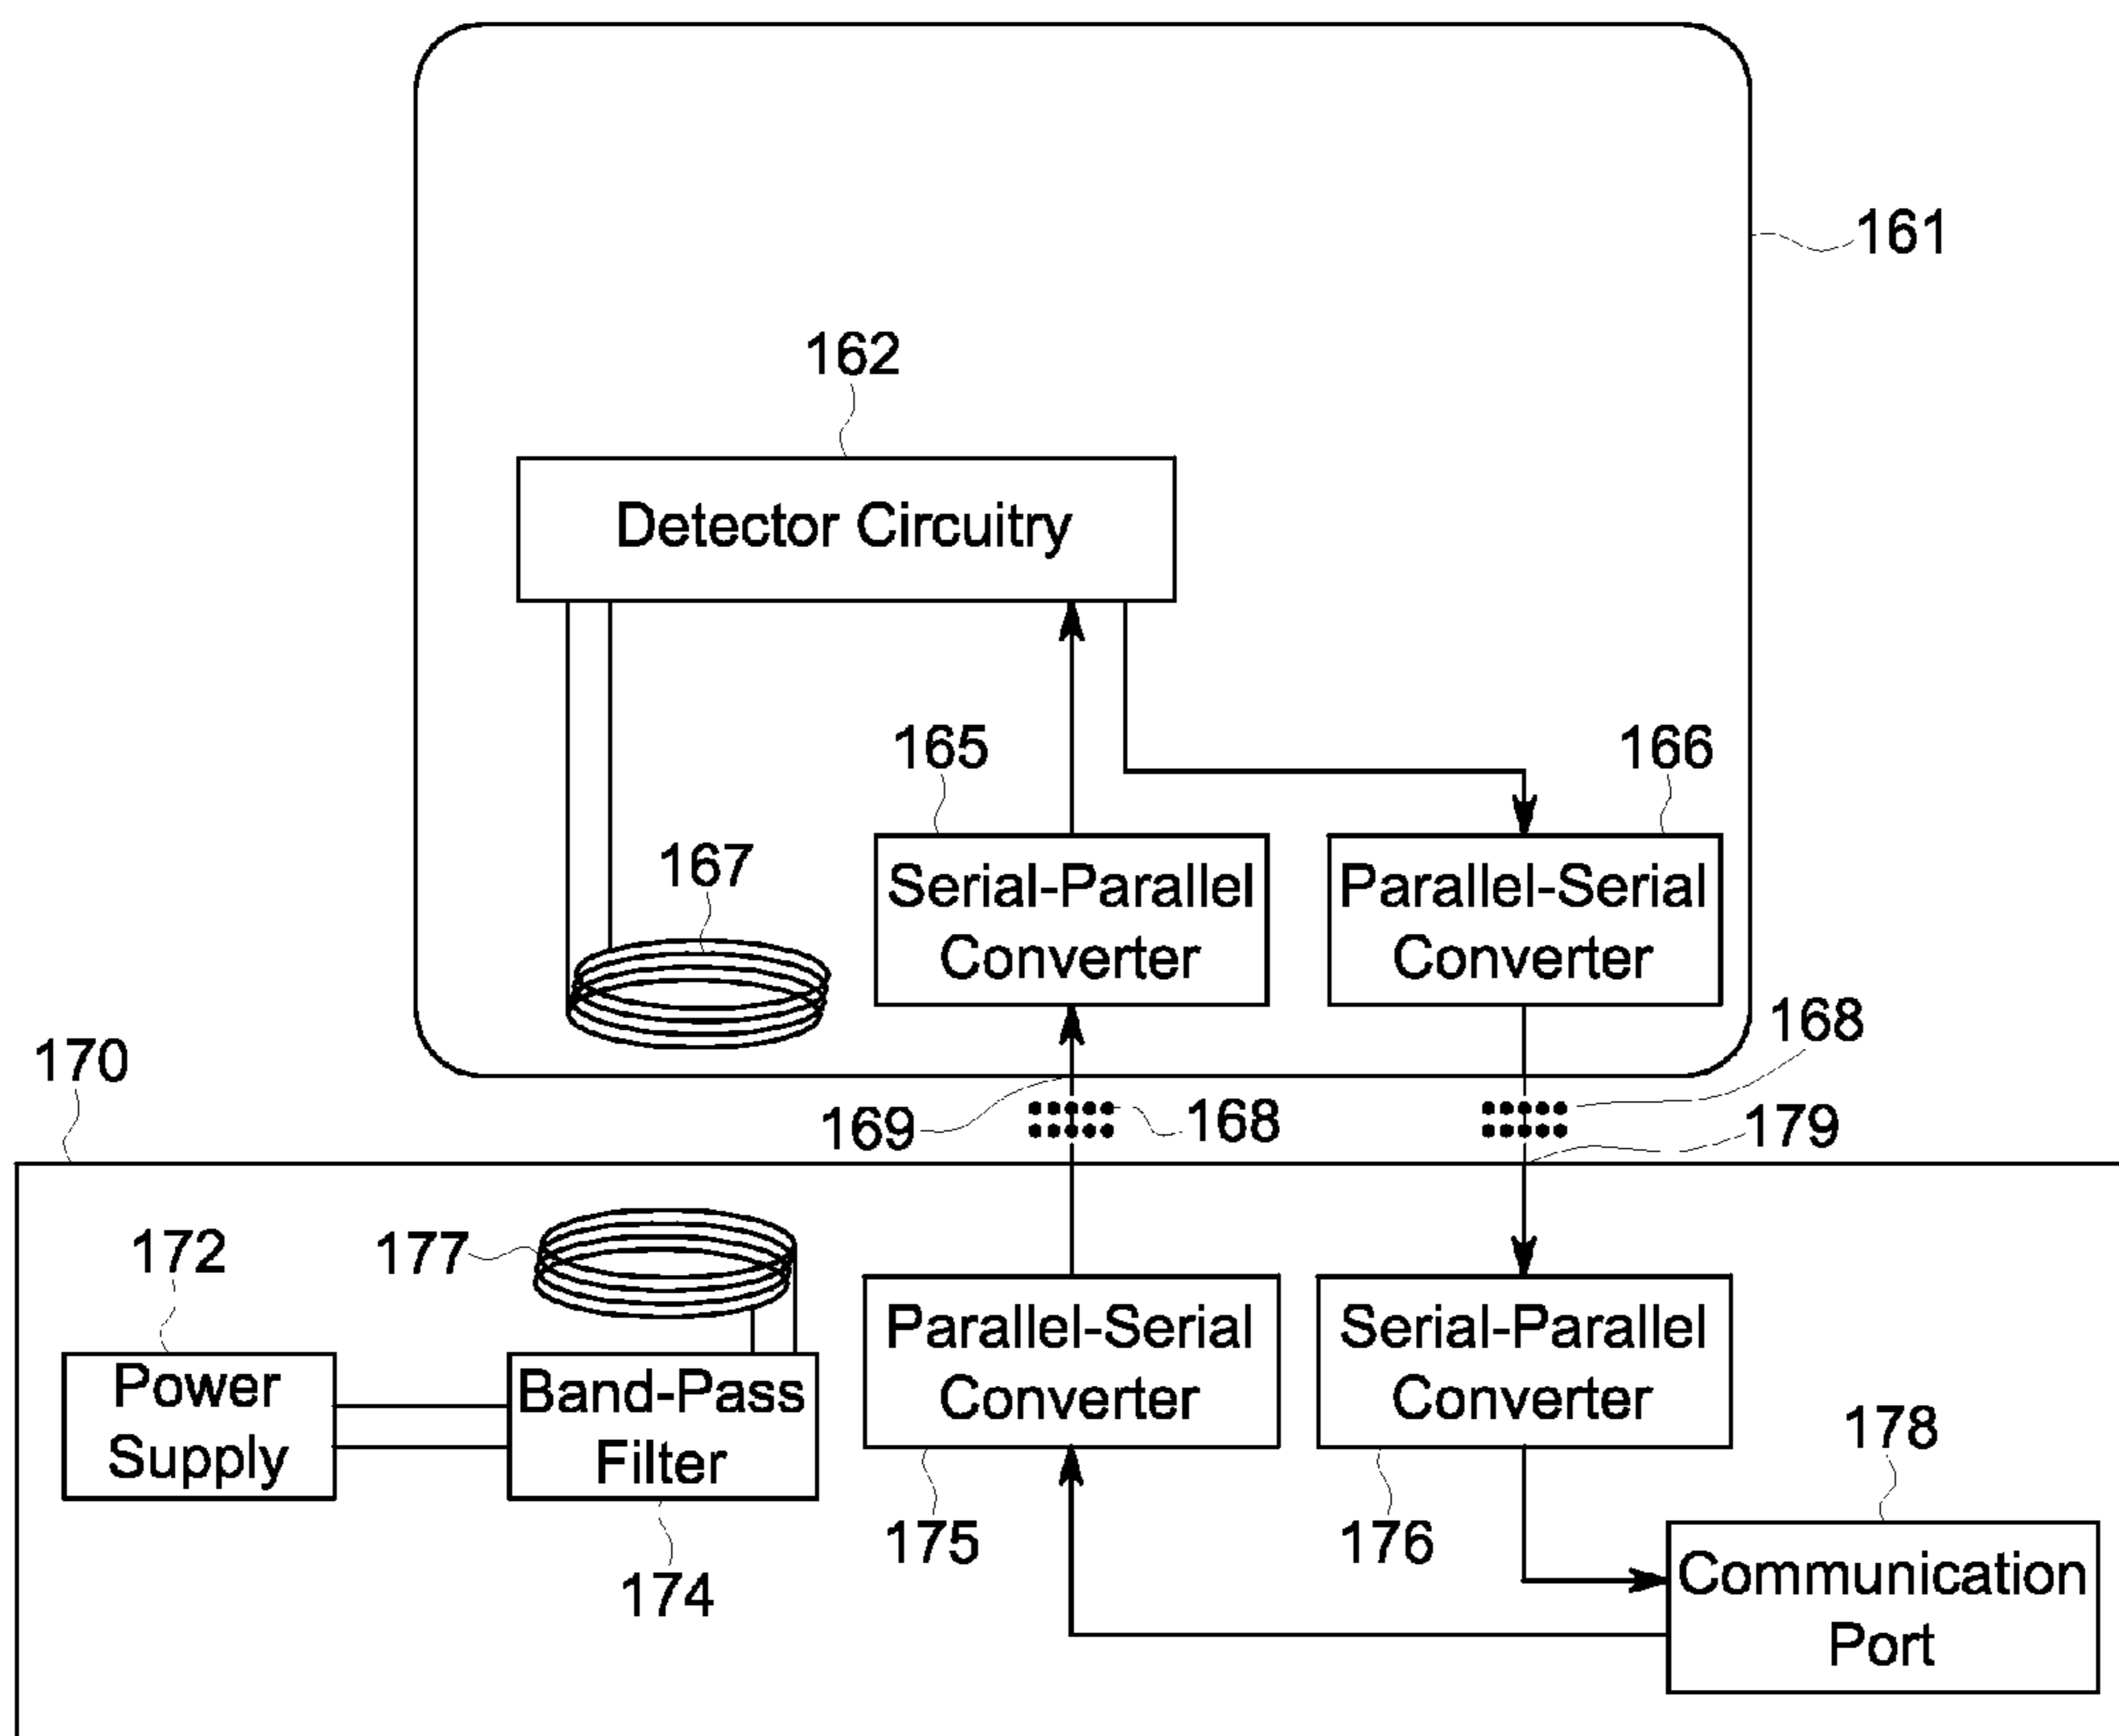 161
162
Detector Circuitry
165
166
167
Serial-Parallel
Converter
Parallel-Serial
Converter
168
170
169
168
179
172
177
Power
Supply
Band-Pass
Filter
Parallel-Serial
Converter
Serial-Parallel
Converter
178
175
176
174
Communication
Port